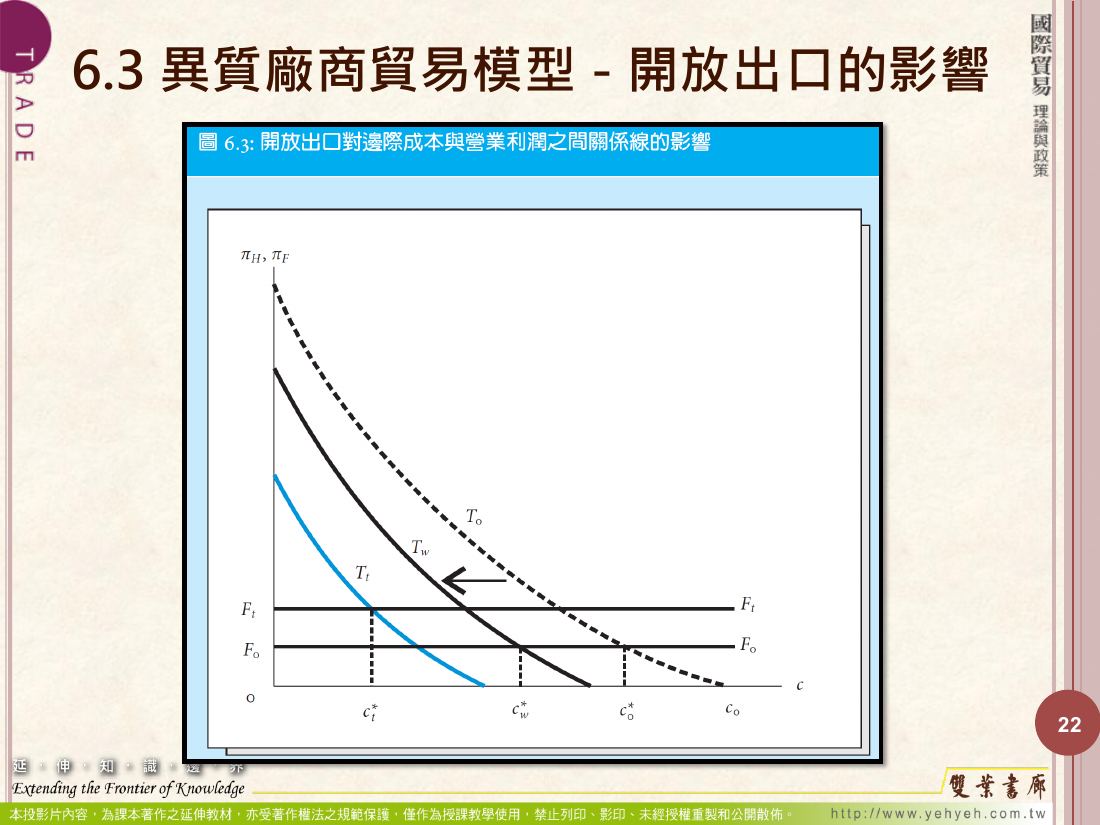 TRADE
6.3 異質廠商貿易模型 - 開放出口的影響
國際貿易 理論與政策
圖 6.3: 開放出口對邊際成本與營業利潤之間關係線的影響
πH, πF
To
Tw
Tt
Ft Ft
Fo Fo
o c
ct* cw* co* co
22
延‧伸‧知‧識‧邊‧界
Extending the Frontier of Knowledge
雙葉書廊
本投影片內容，為課本著作之延伸教材，亦受著作權法之規範保護，僅作為授課教學使用，禁止列印、影印、未經授權重製和公開散佈。
http://www.yehyeh.com.tw